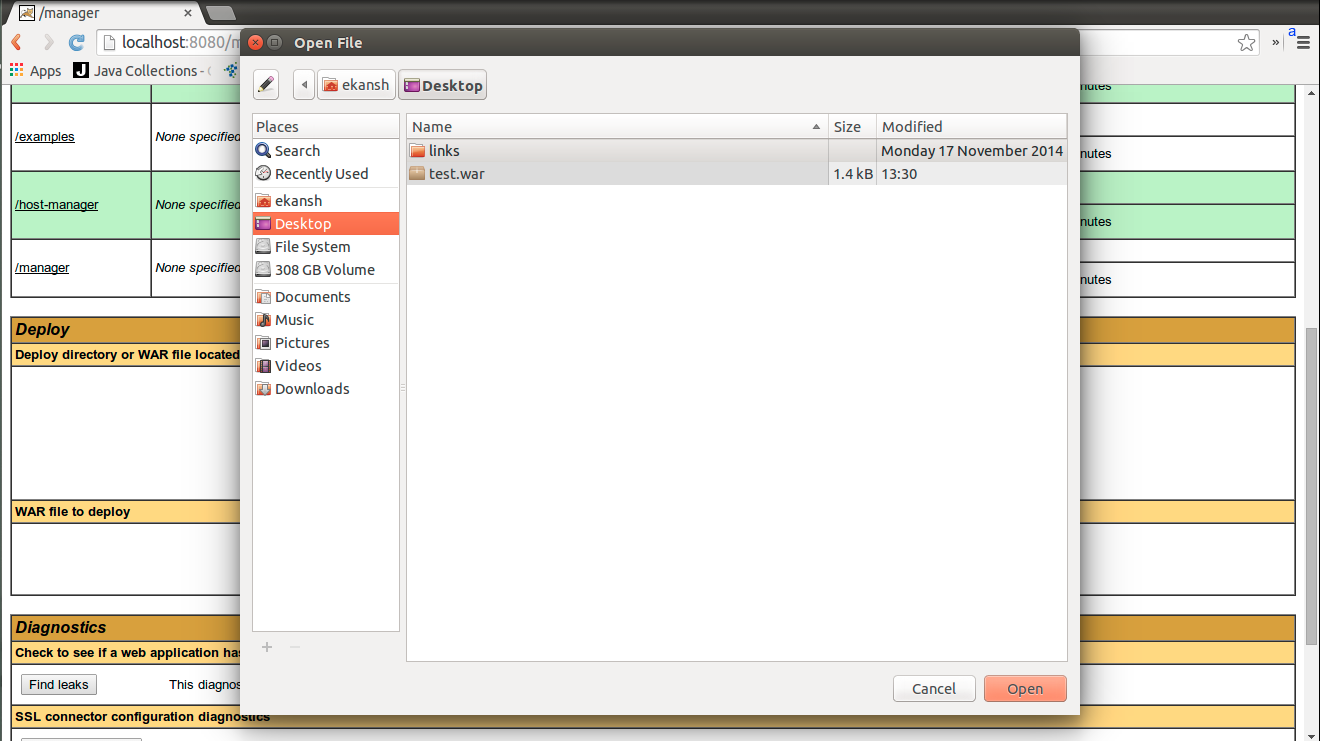 /manager
localhost:8080/m
Apps
Java Collections - 
a
»
Open File
ekansh
Desktop
Places
Search
Recently Used
ekansh
Desktop
File System
308 GB Volume
Documents
Music
Pictures
Videos
Downloads
Name Size Modified
links Monday 17 November 2014
test.war 1.4 kB 13:30
Cancel
Open
nutes
/examples None specified
nutes
/host-manager None specified
nutes
/manager None specified
nutes
Deploy
Deploy directory or WAR file located
WAR file to deploy
Diagnostics
Check to see if a web application has
Find leaks This diagnos
SSL connector configuration diagnostics